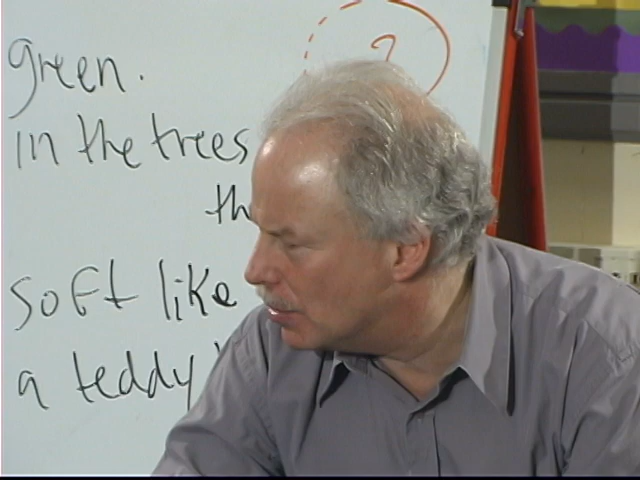 ?
green.
in the trees
th
soft like
a teddy